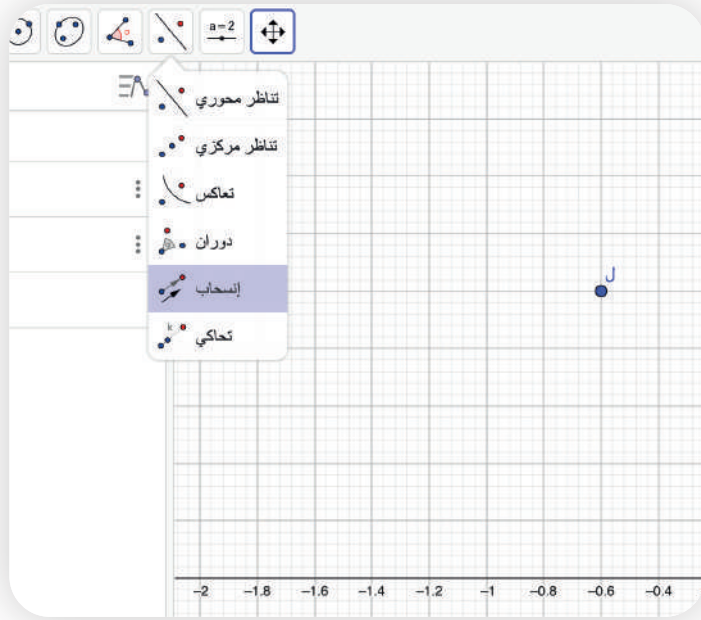 a=2
تناظر محوري
تناظر مركزي
تعاكس
دوران
إنسحاب
k
تحاكي
ل
−2 −1.8 −1.6 −1.4 −1.2 −1 −0.8 −0.6 −0.4